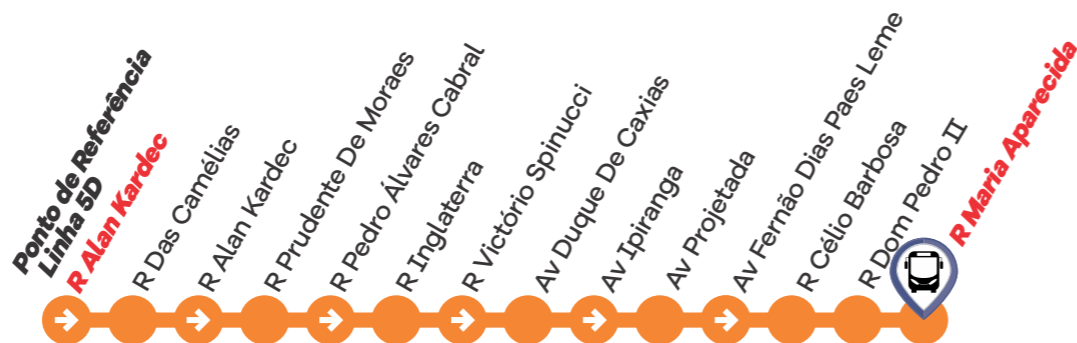 Ponto de Referência
Linha 5D
R Alan Kardec
R Das Camélias
R Alan Kardec
R Prudente De Moraes
R Pedro Álvares Cabral
R Inglaterra
R Victório Spinucci
Av Duque De Caxias
Av Ipiranga
Av Projetada
Av Fernão Dias Paes Leme
R Célio Barbosa
R Dom Pedro II
R Maria Aparecida